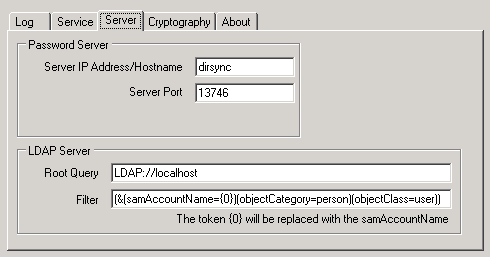 Log Service Server Cryptography About
Password Server
Server IP Address/Hostname dirsync
Server Port 13746
LDAP Server
Root Query LDAP://localhost
Filter (&(samAccountName={0})(objectCategory=person)(objectClass=user))
The token {0} will be replaced with the samAccountName